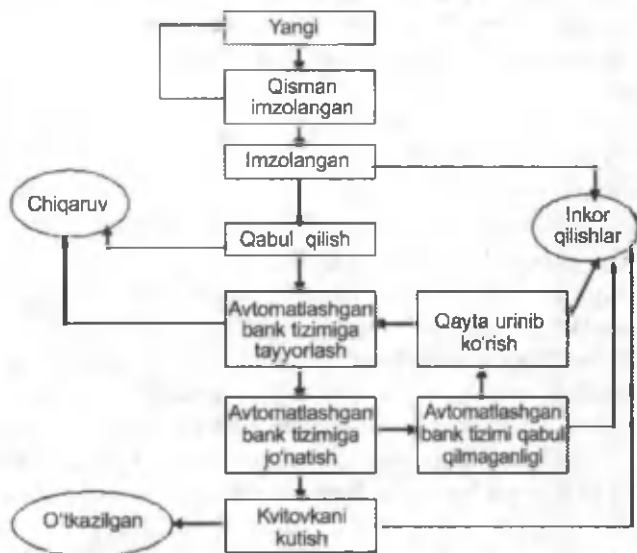 Yangi
Qisman
imzolangan
Imzolangan
Chiqaruv
Inkor
qilishlar
Qabul qilish
Avtomatlashgan
bank tizimiga
tayyorlash
Qayta urinib
ko'rish
Avtomatlashgan
bank tizimiga
jo'natish
Avtomatlashgan
bank tizimi qabul
qilmaganligi
O'tkazilgan
Kvitovkani
kutish